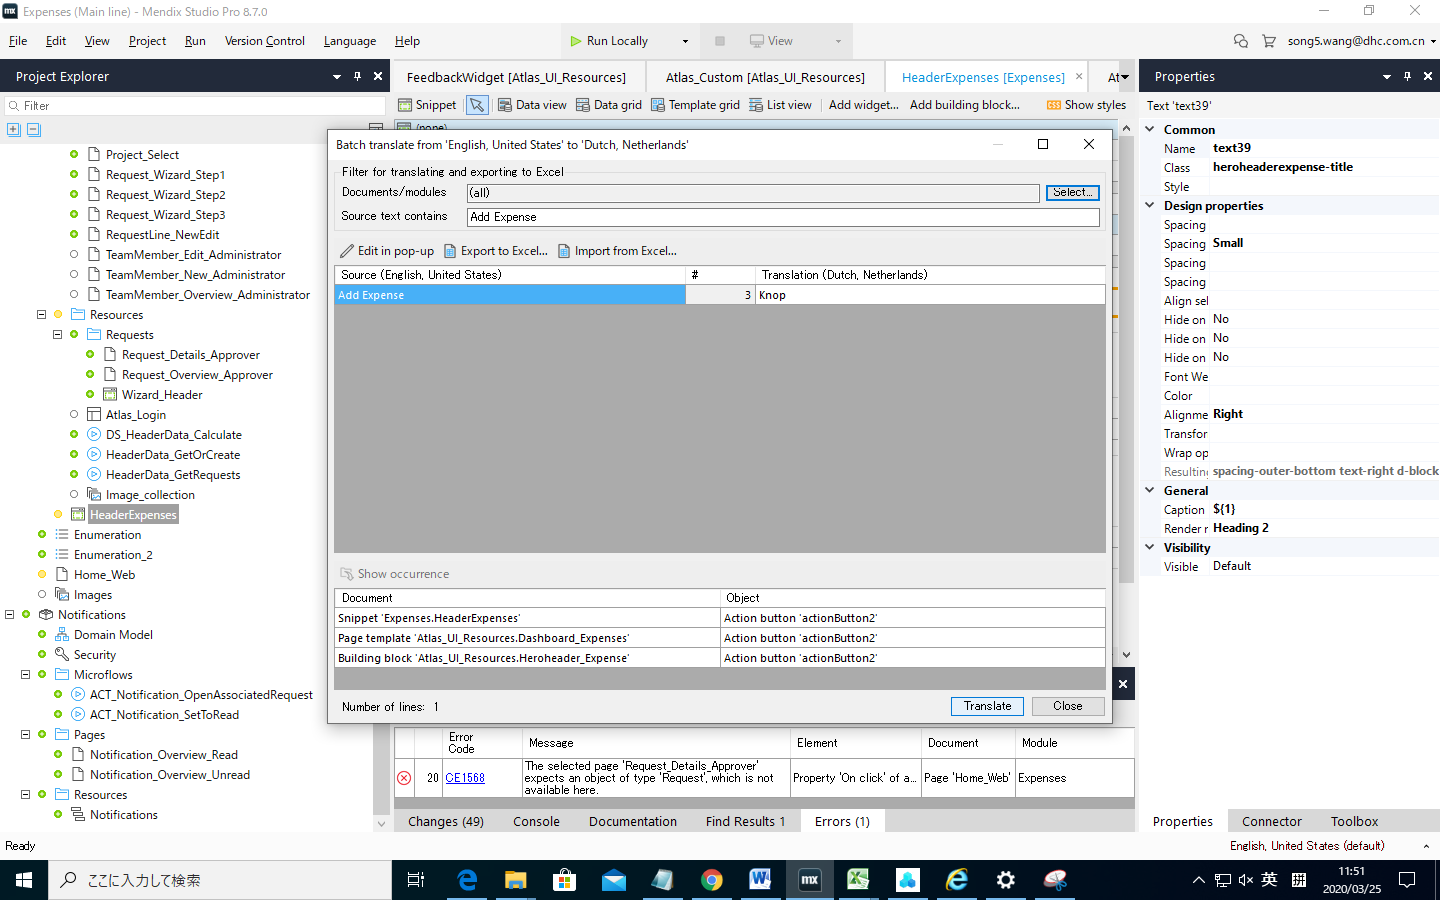 Expenses (Main line) - Mendix Studio Pro 8.7.0
File Edit View Project Run Version Control Language Help
Run Locally
View
song5.wang@dhc.com.cn
Project Explorer
Filter
Project_Select
Request_Wizard_Step1
Request_Wizard_Step2
Request_Wizard_Step3
RequestLine_NewEdit
TeamMember_Edit_Administrator
TeamMember_New_Administrator
TeamMember_Overview_Administrator
Resources
Requests
Request_Details_Approver
Request_Overview_Approver
Wizard_Header
Atlas_Login
DS_HeaderData_Calculate
HeaderData_GetOrCreate
HeaderData_GetRequests
Image_collection
HeaderExpenses
Enumeration
Enumeration_2
Home_Web
Images
Notifications
Domain Model
Security
Microflows
ACT_Notification_OpenAssociatedRequest
ACT_Notification_SetToRead
Pages
Notification_Overview_Read
Notification_Overview_Unread
Resources
Notifications
FeedbackWidget [Atlas_UI_Resources] Atlas_Custom [Atlas_UI_Resources] HeaderExpenses [Expenses] At
Snippet Data view Data grid Template grid List view Add widget... Add building block... Show styles
(none)
Batch translate from 'English, United States' to 'Dutch, Netherlands'
Filter for translating and exporting to Excel
Documents/modules (all) Select...
Source text contains Add Expense
Edit in pop-up Export to Excel... Import from Excel...
Source (English, United States) # Translation (Dutch, Netherlands)
Add Expense 3 Knop
Show occurrence
Document Object
Snippet 'Expenses.HeaderExpenses' Action button 'actionButton2'
Page template 'Atlas_UI_Resources.Dashboard_Expenses' Action button 'actionButton2'
Building block 'Atlas_UI_Resources.Heroheader_Expense' Action button 'actionButton2'
Number of lines: 1 Translate Close
Error Code Message Element Document Module
20 CE1568 The selected page 'Request_Details_Approver' expects an object of type 'Request', which is not available here. Property 'On click' of a... Page 'Home_Web' Expenses
Changes (49) Console Documentation Find Results 1 Errors (1)
Properties
Text 'text39'
Common
Name text39
Class heroheaderexpense-title
Style
Design properties
Spacing
Spacing Small
Spacing
Spacing
Align sel
Hide on No
Hide on No
Hide on No
Font We
Color
Alignme Right
Transfor
Wrap op
Resulting spacing-outer-bottom text-right d-block
General
Caption ${1}
Render r Heading 2
Visibility
Visible Default
Properties Connector Toolbox
Ready
English, United States (default)
ここに入力して検索
英
11:51
2020/03/25